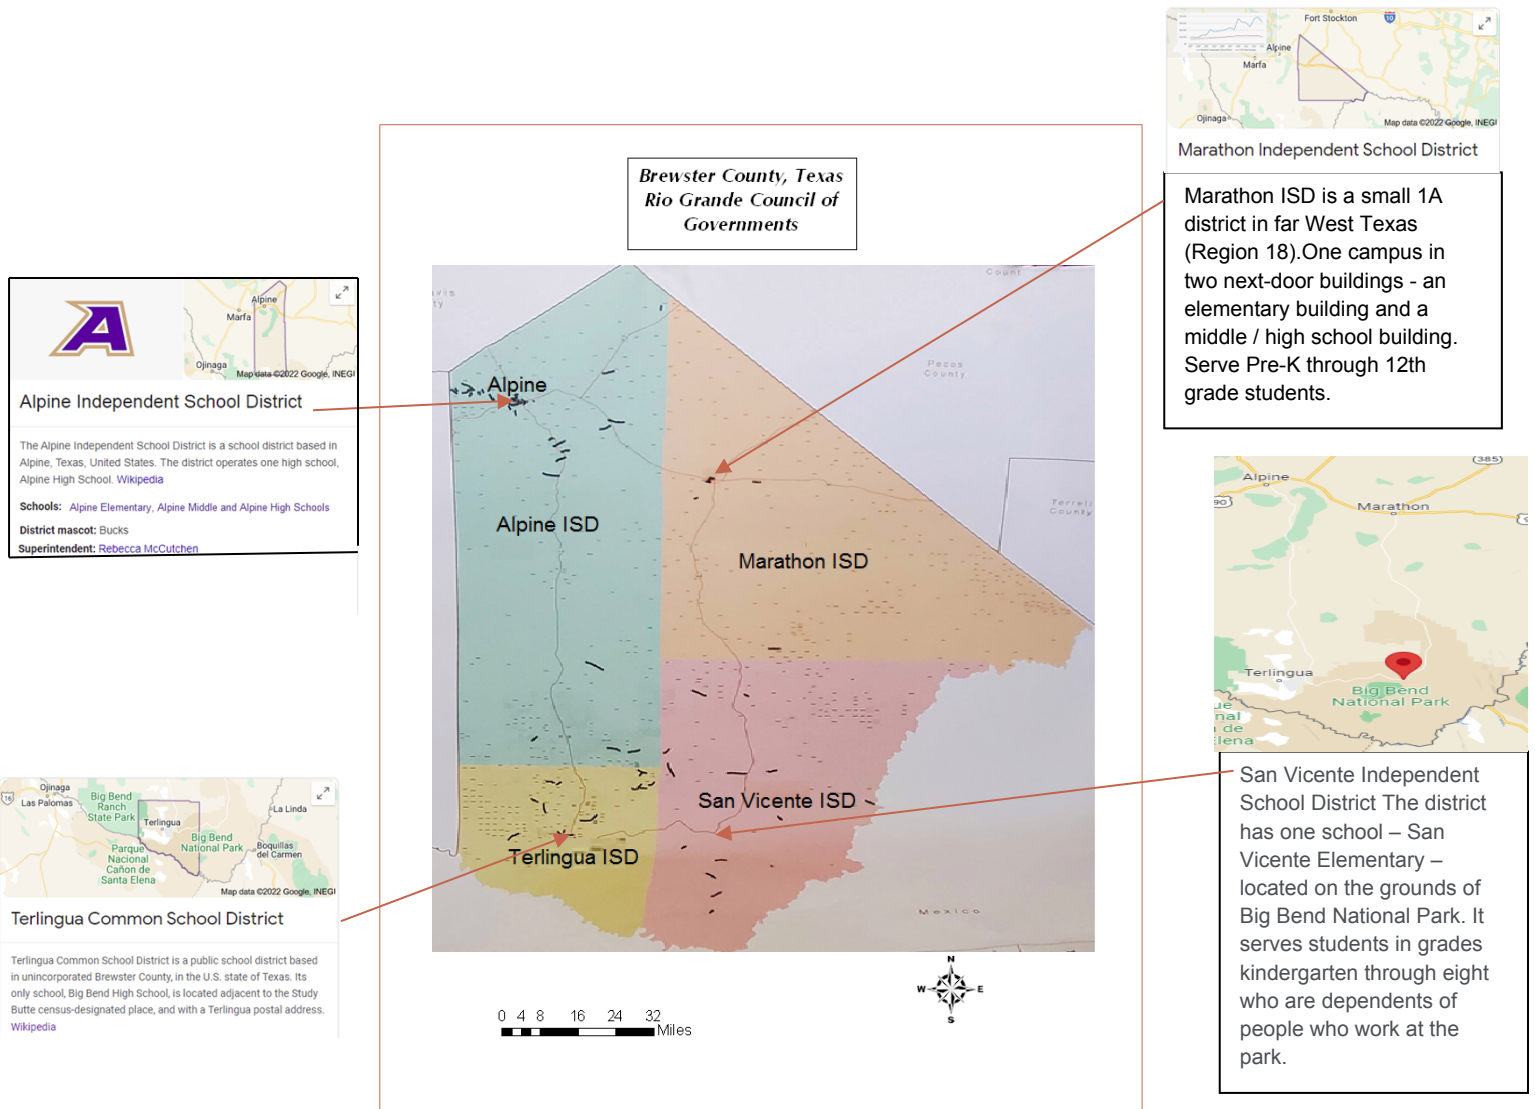 Brewster County, Texas
Rio Grande Council of
Governments
A
Alpine
Marfa
Ojinaga
Map data ©2022 Google, INEGI
Alpine Independent School District
The Alpine Independent School District is a school district based in
Alpine, Texas, United States. The district operates one high school,
Alpine High School. Wikipedia
Schools: Alpine Elementary, Alpine Middle and Alpine High Schools
District mascot: Bucks
Superintendent: Rebecca McCutchen
Ojinaga
16
Las Palomas
Big Bend
Ranch
State Park
Terlingua
La Linda
Big Bend
National Park
Parque
Nacional
Cañon de
Santa Elena
Boquillas
del Carmen
Map data ©2022 Google, INEGI
Terlingua Common School District
Terlingua Common School District is a public school district based
in unincorporated Brewster County, in the U.S. state of Texas. Its
only school, Big Bend High School, is located adjacent to the Study
Butte census-designated place, and with a Terlingua postal address.
Wikipedia
avis
ty
Count
Pecos
County
Terrell
County
Mexico
Alpine
Alpine ISD
Marathon ISD
San Vicente ISD
Terlingua ISD
0 4 8 16 24 32
Miles
N
W E
S
Fort Stockton
10
Alpine
Marfa
Ojinaga
Map data ©2022 Google, INEGI
Marathon Independent School District
Marathon ISD is a small 1A
district in far West Texas
(Region 18).One campus in
two next-door buildings - an
elementary building and a
middle / high school building.
Serve Pre-K through 12th
grade students.
385
Alpine
90
Marathon
Terlingua
Big Bend
National Park
ue
nal
n de
lena
San Vicente Independent
School District The district
has one school – San
Vicente Elementary –
located on the grounds of
Big Bend National Park. It
serves students in grades
kindergarten through eight
who are dependents of
people who work at the
park.